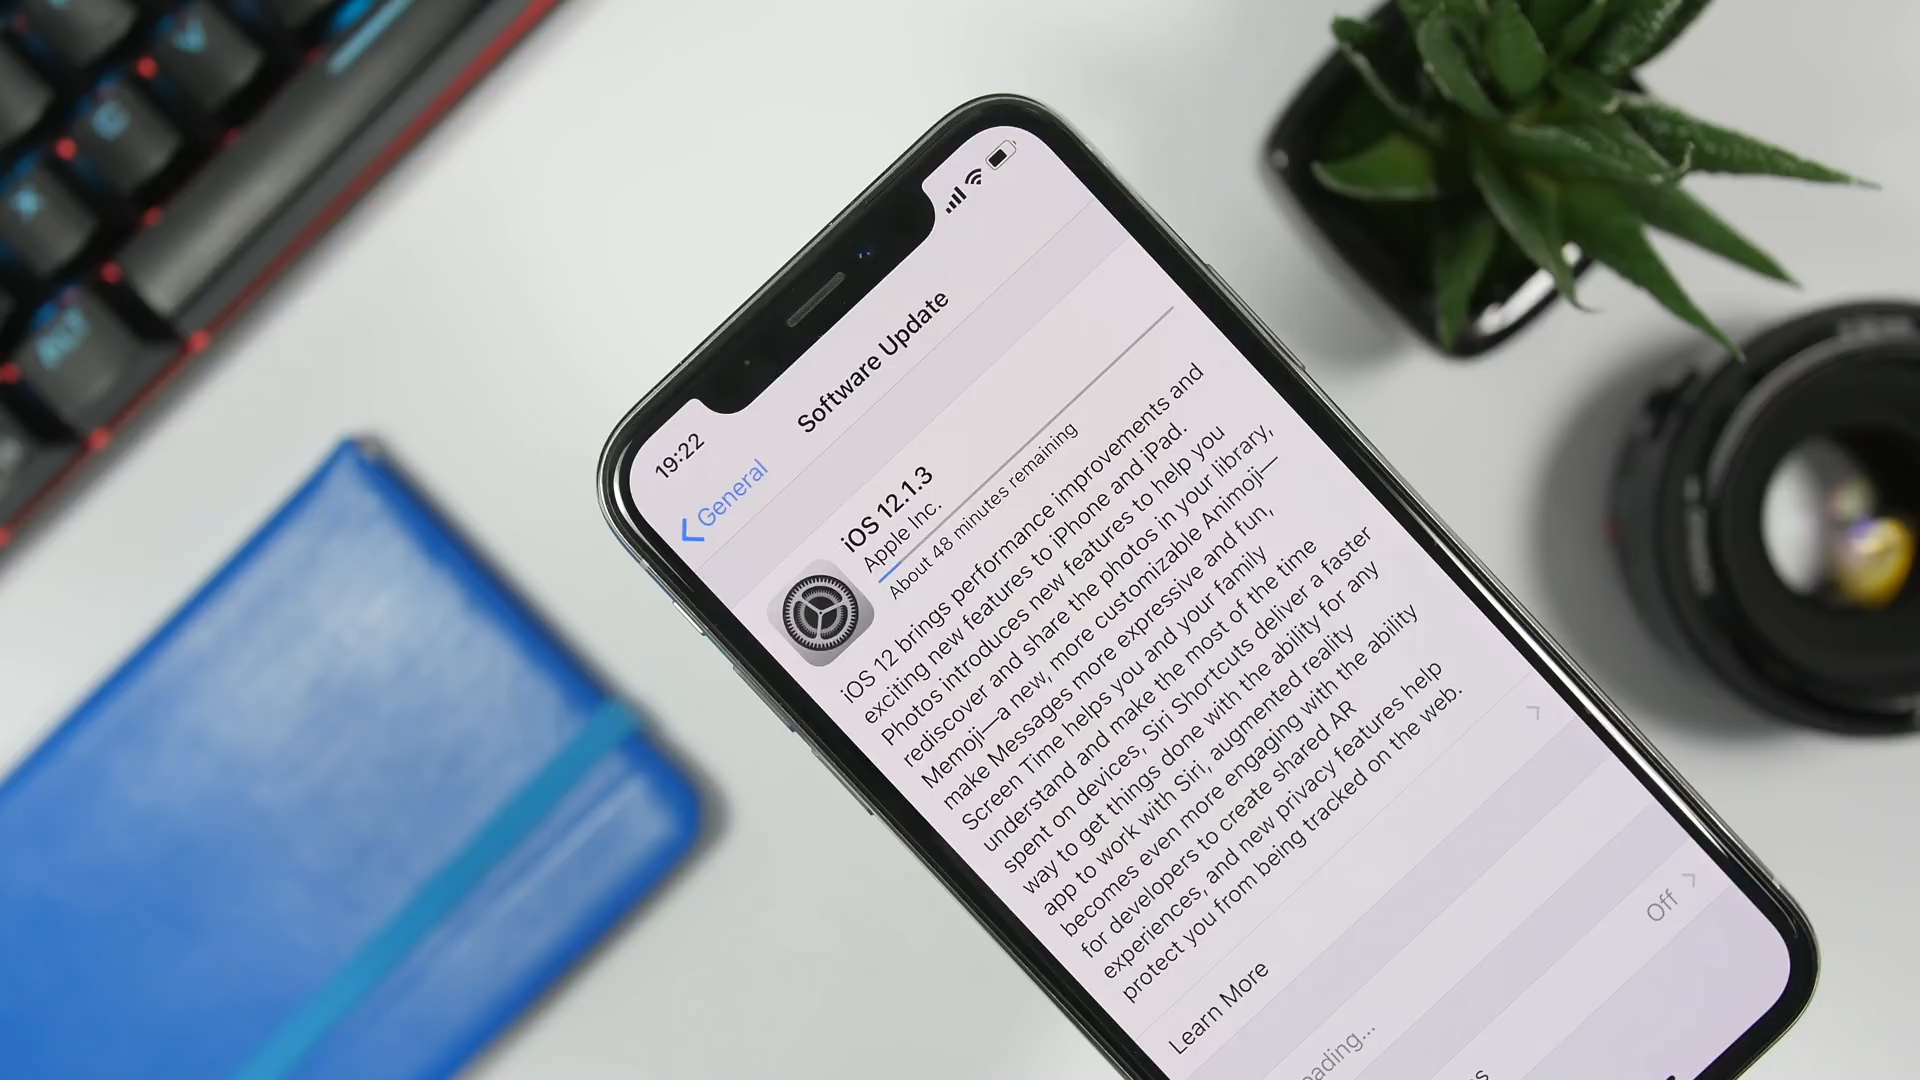 19:22
General
Software Update
iOS 12.1.3
Apple Inc.
About 48 minutes remaining
iOS 12 brings performance improvements and
exciting new features to iPhone and iPad.
Photos introduces new features to help you
rediscover and share the photos in your library,
Memoji—a new, more customizable Animoji—
make Messages more expressive and fun,
Screen Time helps you and your family
understand and make the most of the time
spent on devices, Siri Shortcuts deliver a faster
way to get things done with the ability for any
app to work with Siri, augmented reality
becomes even more engaging with the ability
for developers to create shared AR
experiences, and new privacy features help
protect you from being tracked on the web.
Learn More
Off
V
C
X
ALT